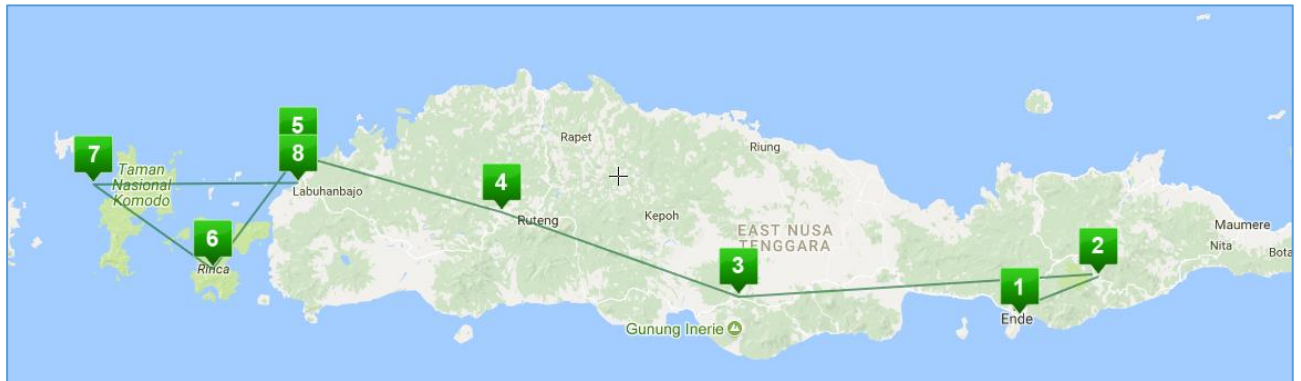 5
8
7
Taman
Nasional
Komodo
Labuhanbajo
6
Rinca
4
Ruteng
Rapet
Kepoh
Riung
EAST NUSA
TENGGARA
3
Gunung Inerie
2
1
Ende
Maumere
Nita
Bota